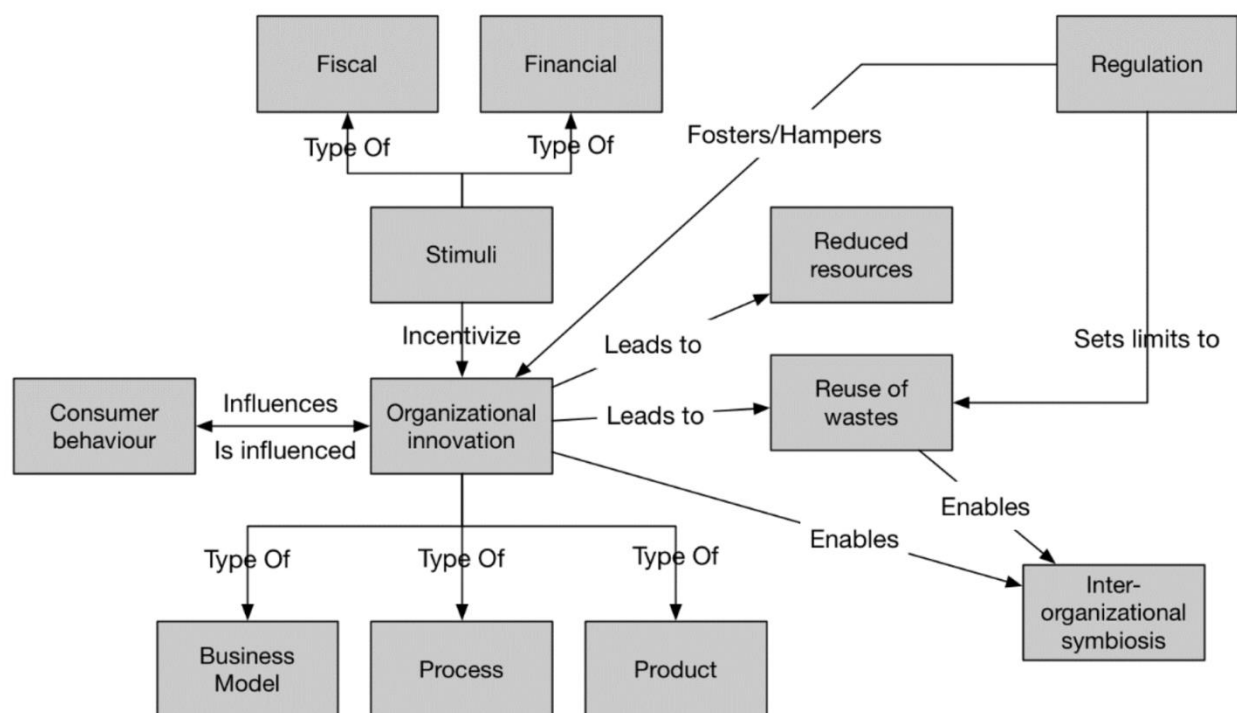 Fiscal
Financial
Regulation
Type Of
Type Of
Fosters/Hampers
Stimuli
Reduced
resources
Incentivize
Leads to
Sets limits to
Consumer
behaviour
Influences
Is influenced
Organizational
innovation
Leads to
Reuse of
wastes
Enables
Enables
Type Of
Type Of
Type Of
Inter-
organizational
symbiosis
Business
Model
Process
Product